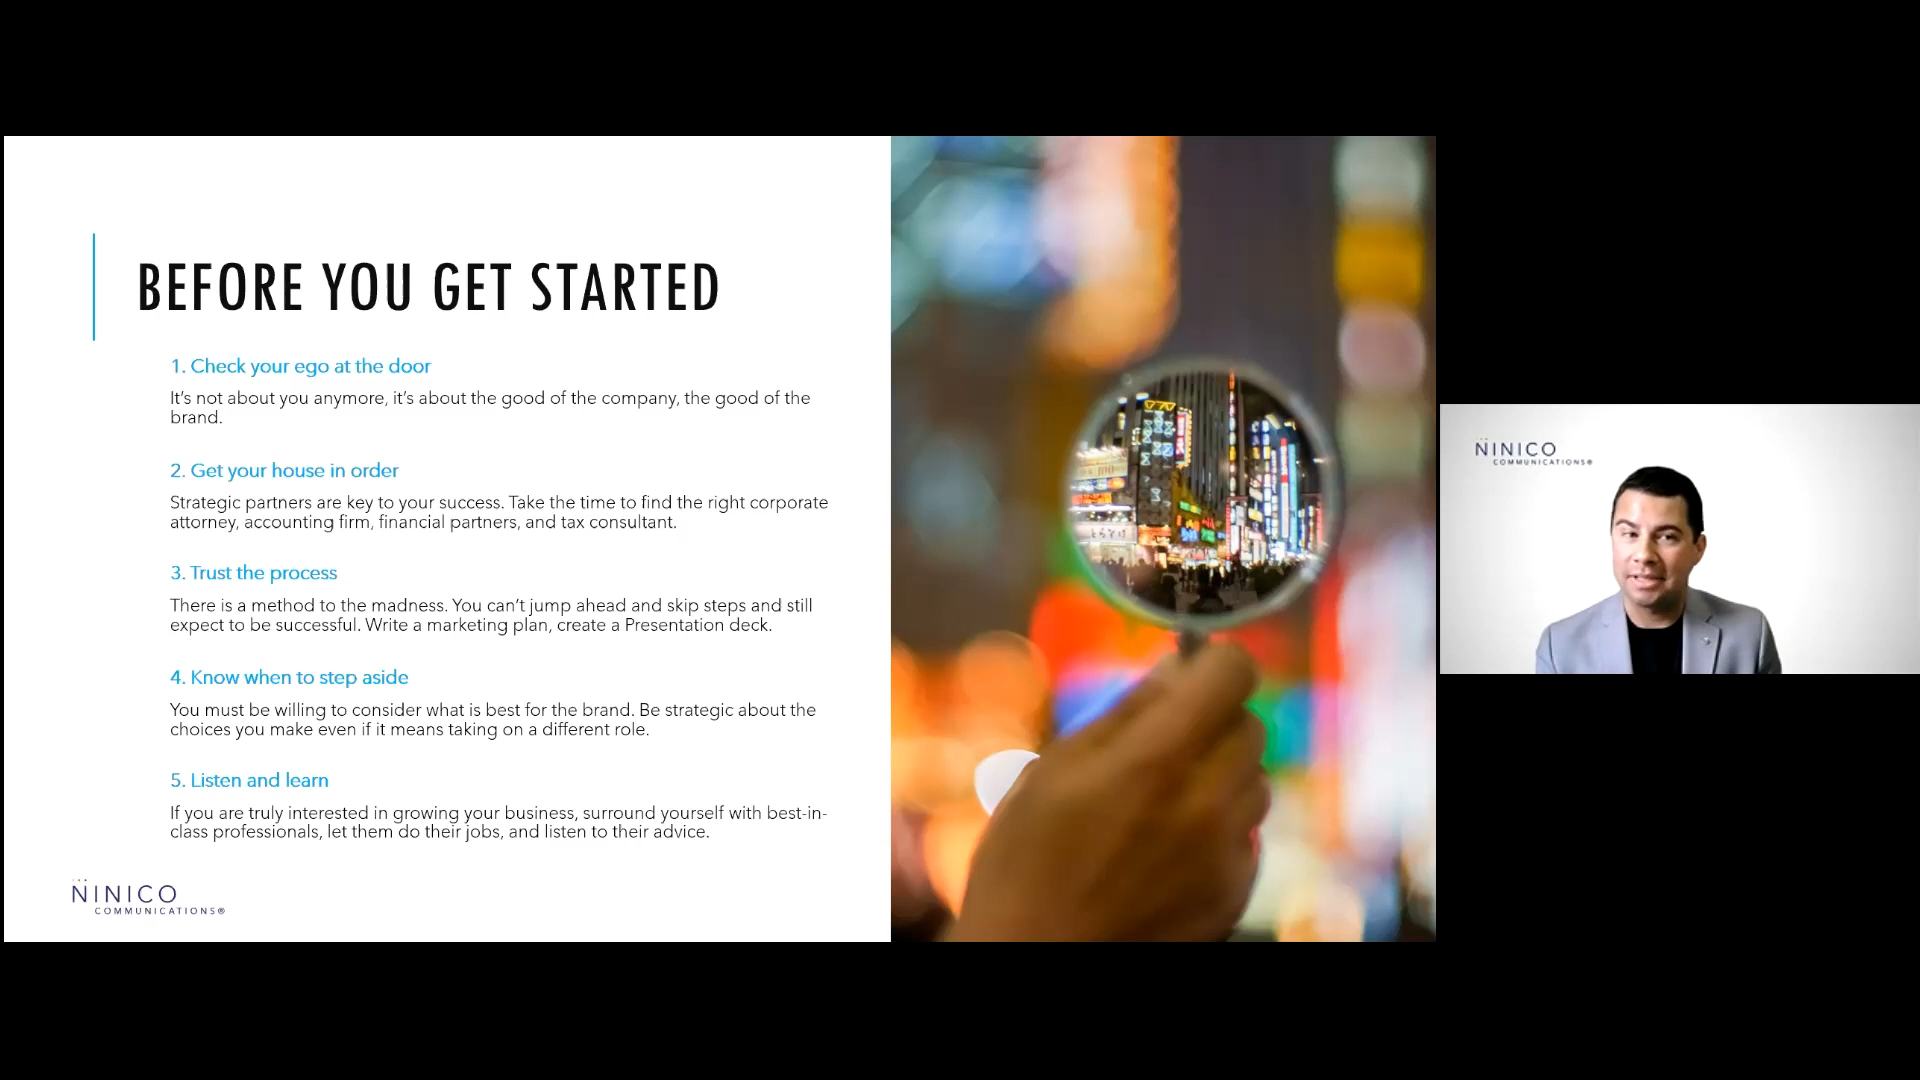 BEFORE YOU GET STARTED
1. Check your ego at the door
It’s not about you anymore, it’s about the good of the company, the good of the
brand.
2. Get your house in order
Strategic partners are key to your success. Take the time to find the right corporate
attorney, accounting firm, financial partners, and tax consultant.
3. Trust the process
There is a method to the madness. You can’t jump ahead and skip steps and still
expect to be successful. Write a marketing plan, create a Presentation deck.
4. Know when to step aside
You must be willing to consider what is best for the brand. Be strategic about the
choices you make even if it means taking on a different role.
5. Listen and learn
If you are truly interested in growing your business, surround yourself with best-in-
class professionals, let them do their jobs, and listen to their advice.
NINICO
COMMUNICATIONS®
NINICO
COMMUNICATIONS®